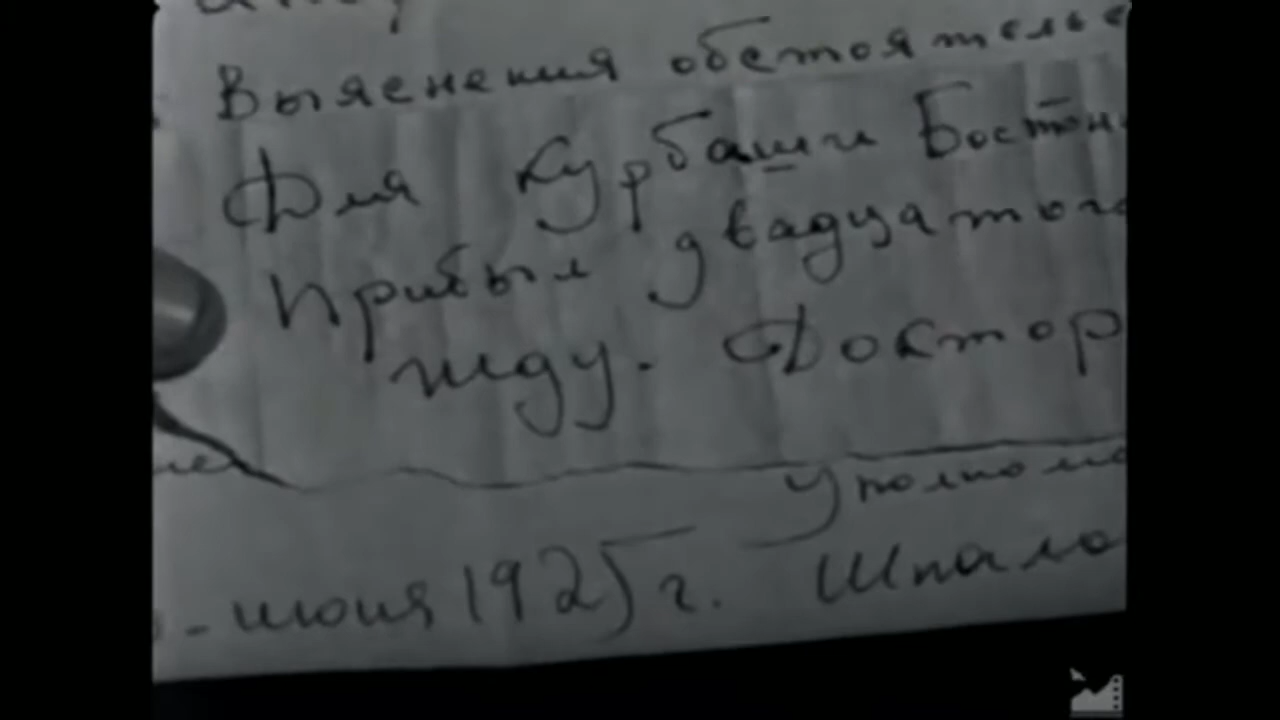 Выяснения обстоятельс
Для курбаши Бостон
Прибыл двадцатого
жду. Доктор
Уполномо
- июня 1925 г. Шпало